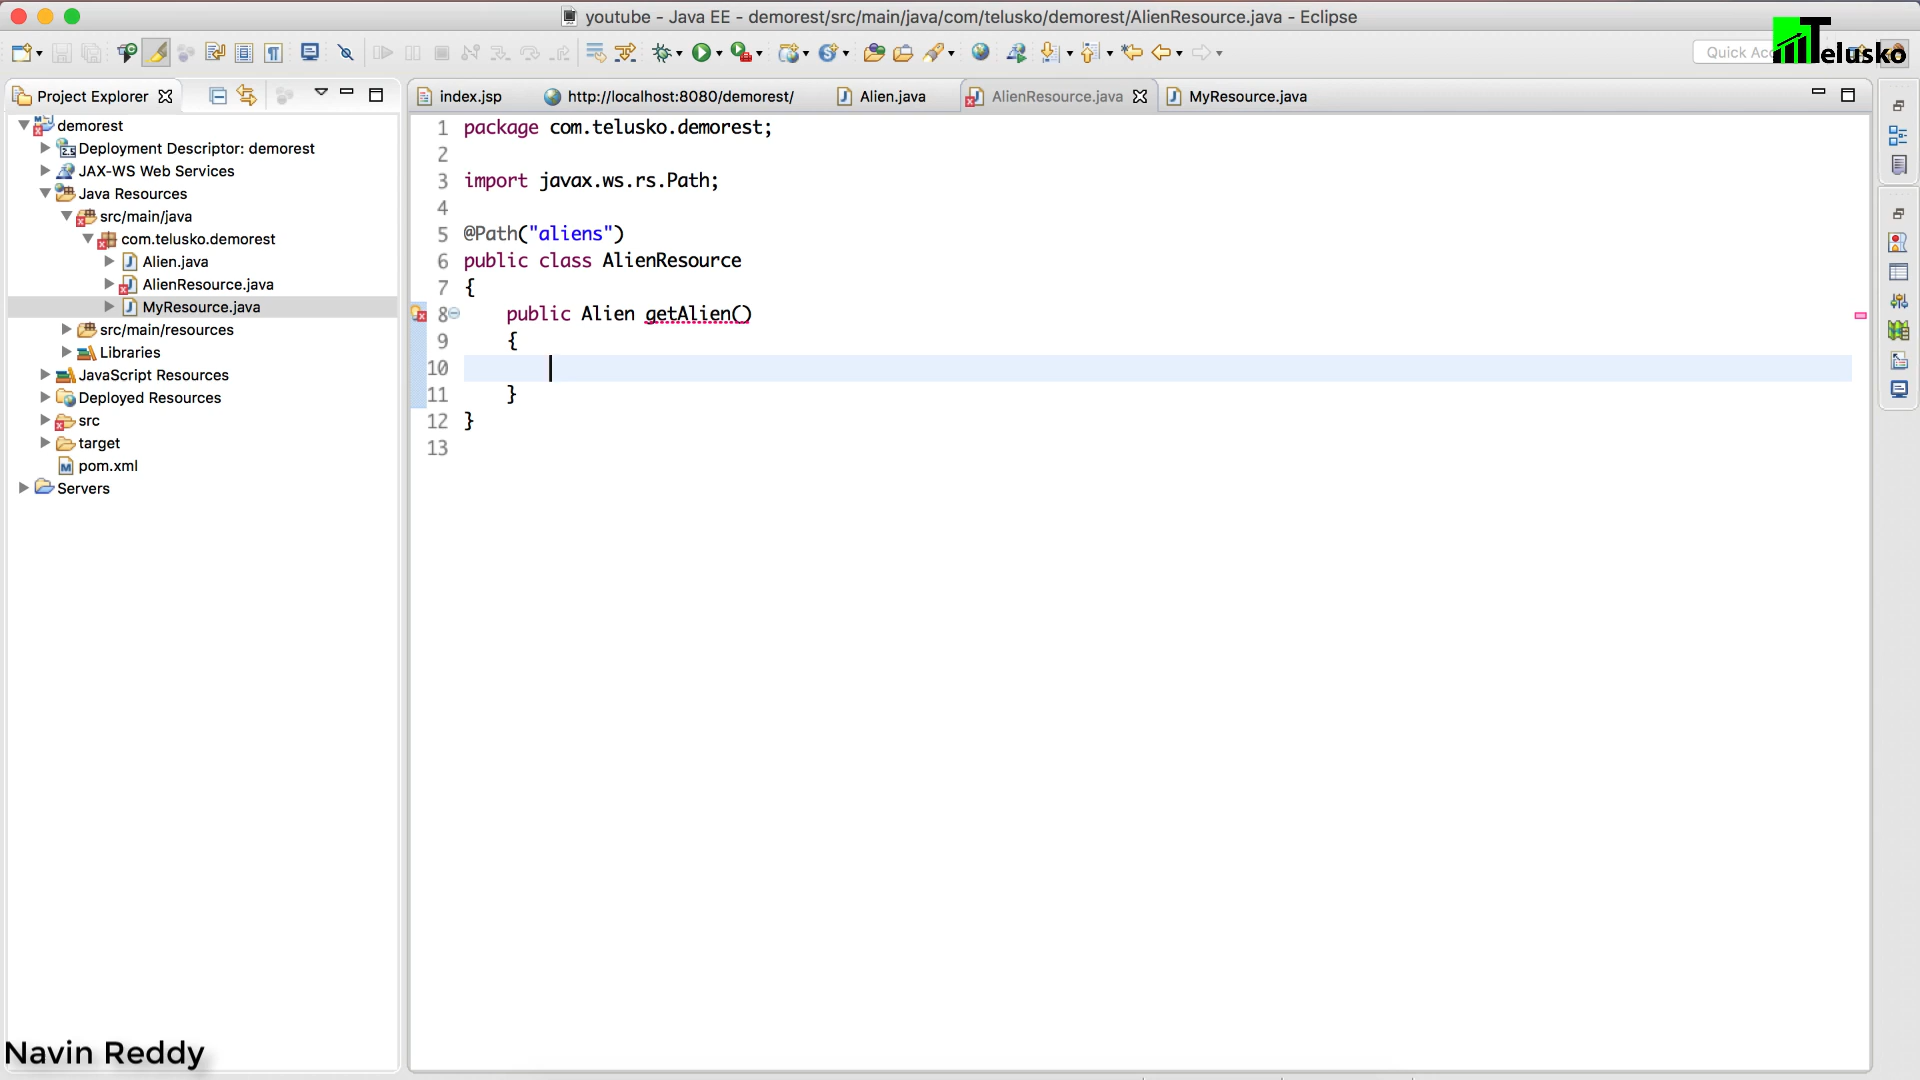 youtube - Java EE - demorest/src/main/java/com/telusko/demorest/AlienResource.java - Eclipse
Quick Acc
Telusko
Project Explorer
index.jsp
http://localhost:8080/demorest/
Alien.java
AlienResource.java
MyResource.java
demorest
Deployment Descriptor: demorest
JAX-WS Web Services
Java Resources
src/main/java
com.telusko.demorest
Alien.java
AlienResource.java
MyResource.java
src/main/resources
Libraries
JavaScript Resources
Deployed Resources
src
target
pom.xml
Servers
1 package com.telusko.demorest;
2
3 import javax.ws.rs.Path;
4
5 @Path("aliens")
6 public class AlienResource
7 {
8 public Alien getAlien()
9 {
10
11 }
12 }
13
Navin Reddy